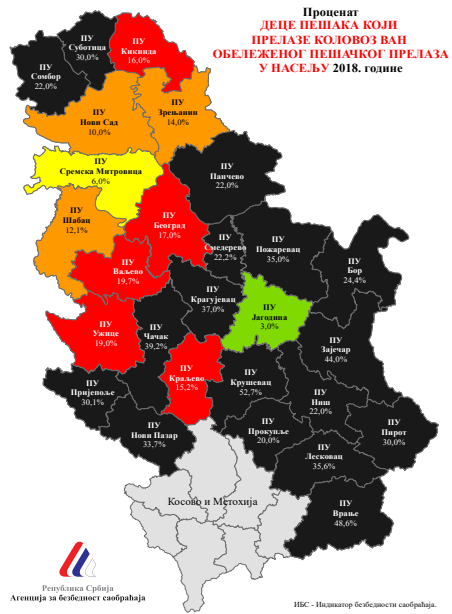 Проценат
ДЕЦЕ ПЕШАКА КОЈИ
ПРЕЛАЗЕ КОЛОВОЗ ВАН
ОБЕЛЕЖЕНОГ ПЕШАЧКОГ ПРЕЛАЗА
У НАСЕЉУ 2018. године
ПУ
Суботица
30,0%
ПУ
Кикинда
16,0%
ПУ
Сомбор
22,0%
ПУ
Нови Сад
10,0%
ПУ
Зрењанин
14,0%
ПУ
Сремска Митровица
6,0%
ПУ
Панчево
22,0%
ПУ
Шабац
12,1%
ПУ
Београд
17,0%
ПУ
Смедерево
22,2%
ПУ
Пожаревац
35,0%
ПУ
Бор
24,4%
ПУ
Ваљево
19,7%
ПУ
Крагујевац
37,0%
ПУ
Јагодина
3,0%
ПУ
Ужице
19,0%
ПУ
Чачак
39,2%
ПУ
Зајечар
44,0%
ПУ
Краљево
15,2%
ПУ
Крушевац
52,7%
ПУ
Пријепоље
30,1%
ПУ
Ниш
22,0%
ПУ
Нови Пазар
33,7%
ПУ
Прокупље
20,0%
ПУ
Пирот
30,0%
ПУ
Лесковац
35,6%
ПУ
Врање
48,6%
Косово и Метохија
Република Србија
Агенција за безбедност саобраћаја
ИБС - Индикатор безбедности саобраћаја.